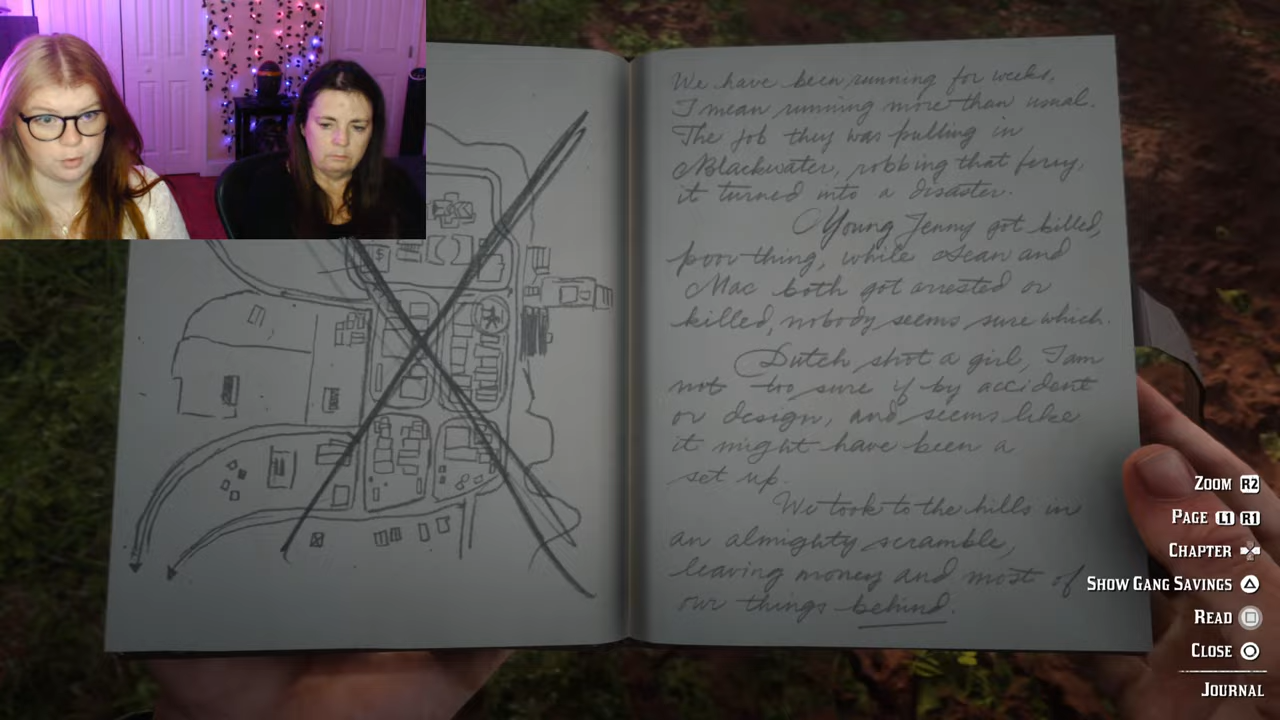 We have been running for weeks.
I mean running more than usual.
The job they was pulling in
Blackwater, robbing that ferry,
it turned into a disaster.
Young Jenny got killed,
poor thing, while Sean and
Mac both got arrested or
killed, nobody seems sure which.
Dutch shot a girl, I am
not too sure if by accident
or design, and seems like
it might have been a
set up.
We took to the hills in
an almighty scramble,
leaving money and most of
our things behind.
ZOOM R2
PAGE L1 R1
CHAPTER
SHOW GANG SAVINGS
READ
CLOSE
JOURNAL